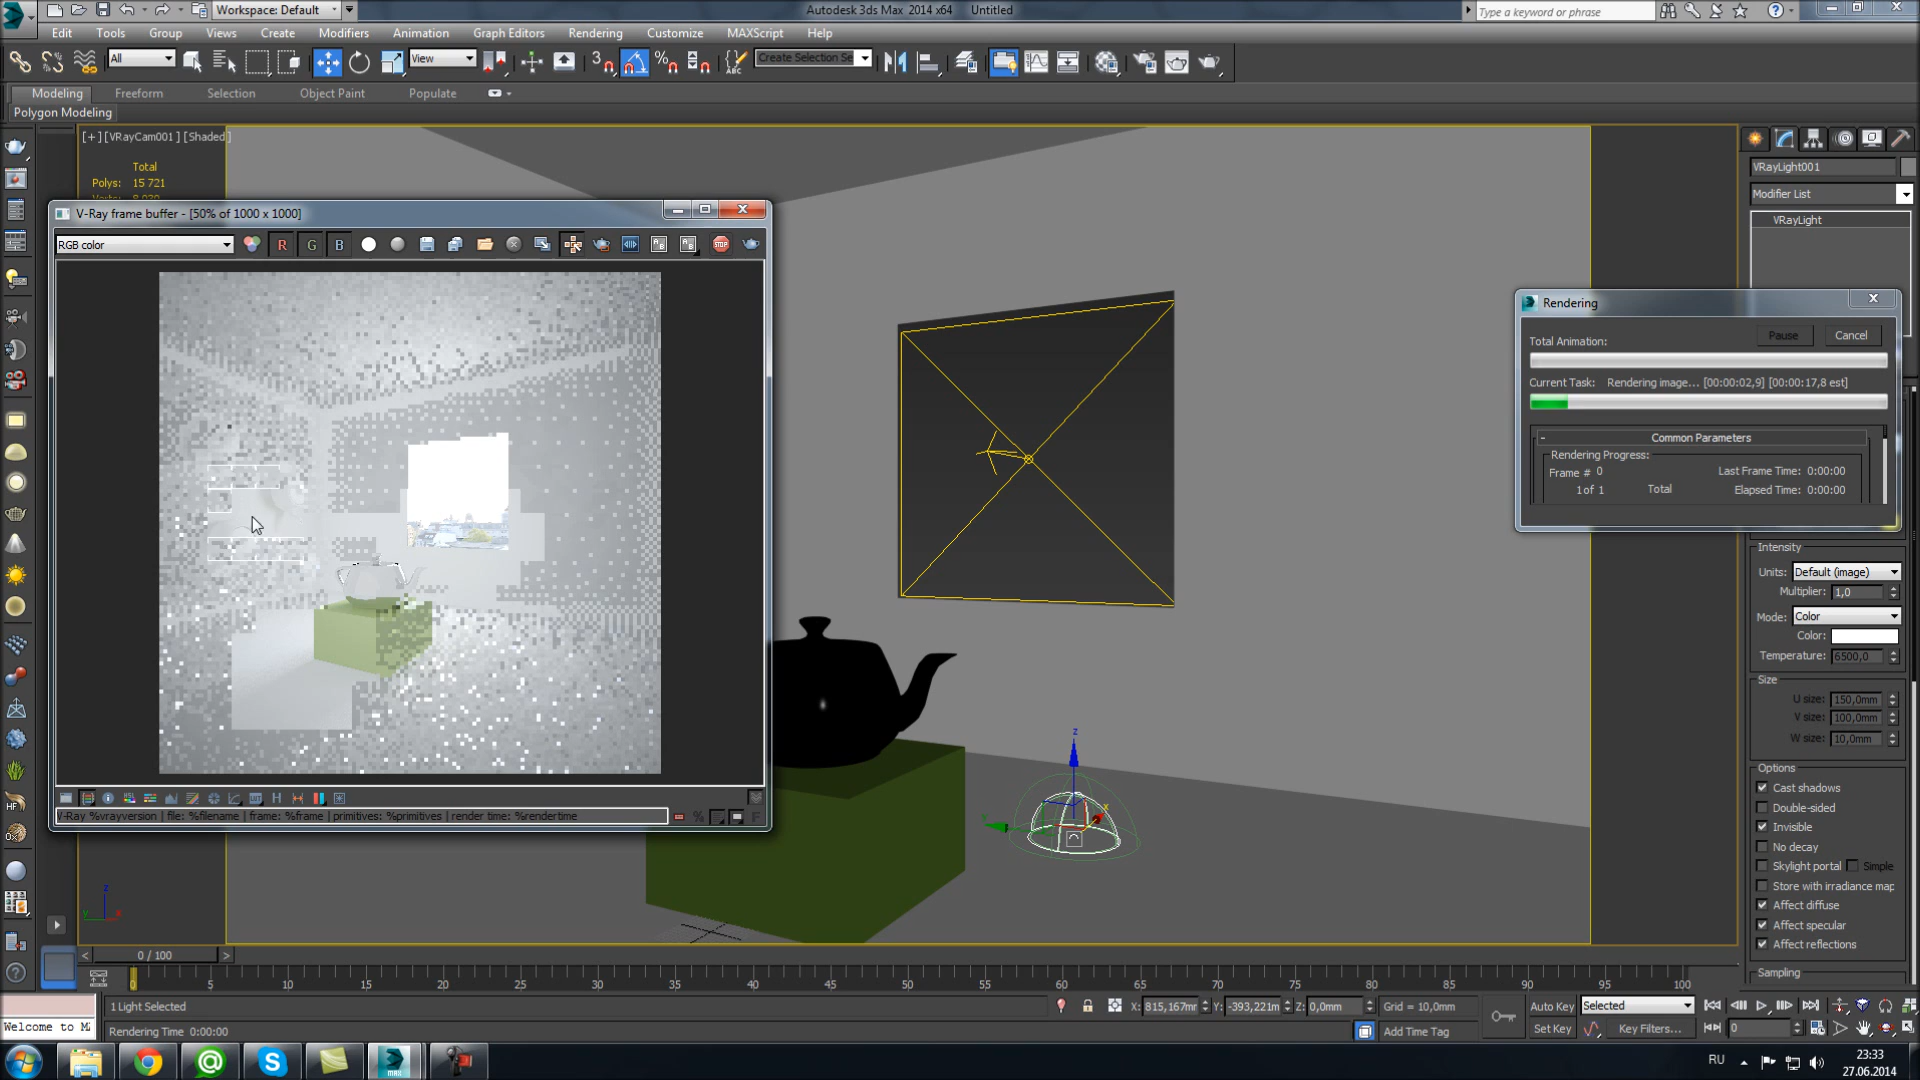 Workspace: Default
Autodesk 3ds Max 2014 x64 Untitled
Type a keyword or phrase
Edit Tools Group Views Create Modifiers Animation Graph Editors Rendering Customize MAXScript Help
All
View
3
Create Selection Se
Modeling Freeform Selection Object Paint Populate
Polygon Modeling
[+][VRayCam001][Shaded]
Total
Polys: 15 721
VRayLight001
Modifier List
VRayLight
V-Ray frame buffer - [50% of 1000 x 1000]
RGB color
R G B
STOP
V-Ray %vrayversion | file: %filename | frame: %frame | primitives: %primitives | render time: %rendertime
Rendering
Pause Cancel
Total Animation:
Current Task: Rendering image... [00:00:02,9] [00:00:17,8 est]
Common Parameters
Rendering Progress:
Frame # 0 Last Frame Time: 0:00:00
1of 1 Total Elapsed Time: 0:00:00
Intensity
Units: Default (image)
Multiplier: 1,0
Mode: Color
Color:
Temperature: 6500,0
Size
U size: 150,0mm
V size: 100,0mm
W size: 10,0mm
Options
Cast shadows
Double-sided
Invisible
No decay
Skylight portal Simple
Store with irradiance map
Affect diffuse
Affect specular
Affect reflections
Sampling
z
x
z
y x
HF
0 / 100
0 5 10 15 20 25 30 35 40 45 50 55 60 65 70 75 80 85 90 95 100
1 Light Selected
X: 815,167mm Y: -393,221m Z: 0,0mm Grid = 10,0mm
Auto Key Selected
Welcome to M
Rendering Time 0:00:00
Add Time Tag
Set Key Key Filters... 0
MAX
RU
23:33
27.06.2014